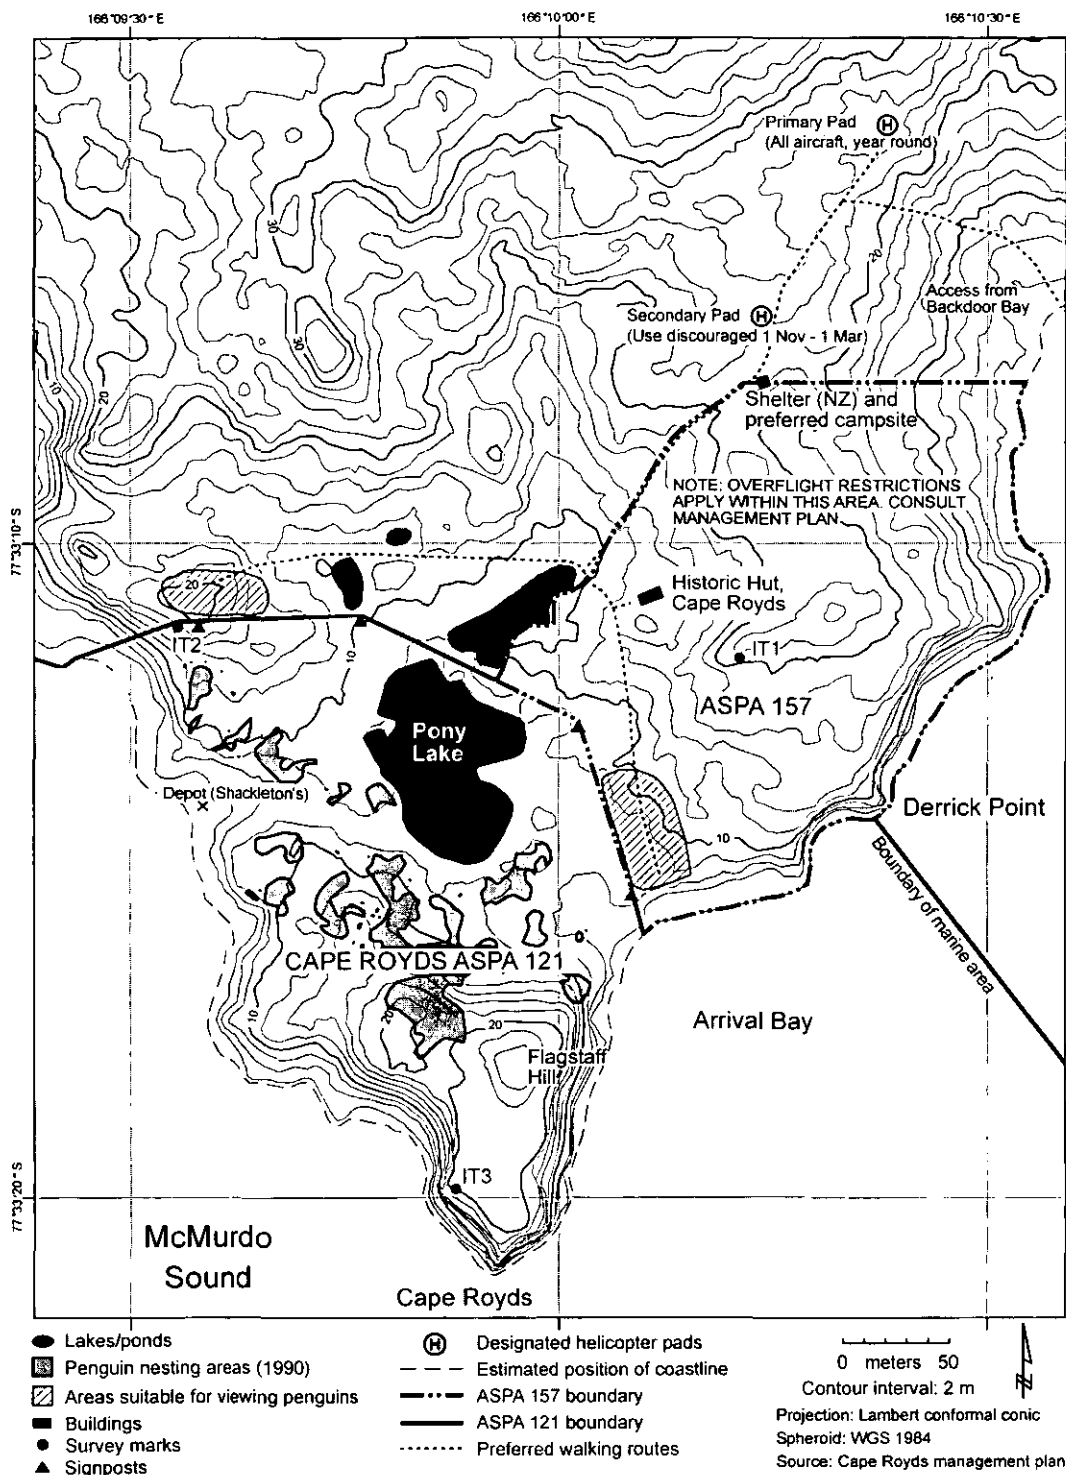 166°09'30" E
166°10'00" E
166°10'30" E
Primary Pad
(All aircraft, year round)
30
20
Access from
Backdoor Bay
Secondary Pad
(Use discouraged 1 Nov - 1 Mar)
30
10
20
Shelter (NZ) and
preferred campsite
NOTE: OVERFLIGHT RESTRICTIONS
APPLY WITHIN THIS AREA. CONSULT
MANAGEMENT PLAN
77°33'10" S
20
Historic Hut,
Cape Royds
IT2
10
IT1
ASPA 157
Pony
Lake
Depot (Shackleton's)
Derrick Point
10
Boundary of marine area
CAPE ROYDS ASPA 121
10
20
20
Arrival Bay
Flagstaff
Hill
IT3
77°33'20" S
McMurdo
Sound
Cape Royds
Lakes/ponds
Penguin nesting areas (1990)
Areas suitable for viewing penguins
Buildings
Survey marks
Signposts
H Designated helicopter pads
Estimated position of coastline
ASPA 157 boundary
ASPA 121 boundary
Preferred walking routes
0 meters 50
Contour interval: 2 m
Projection: Lambert conformal conic
Spheroid: WGS 1984
Source: Cape Royds management plan